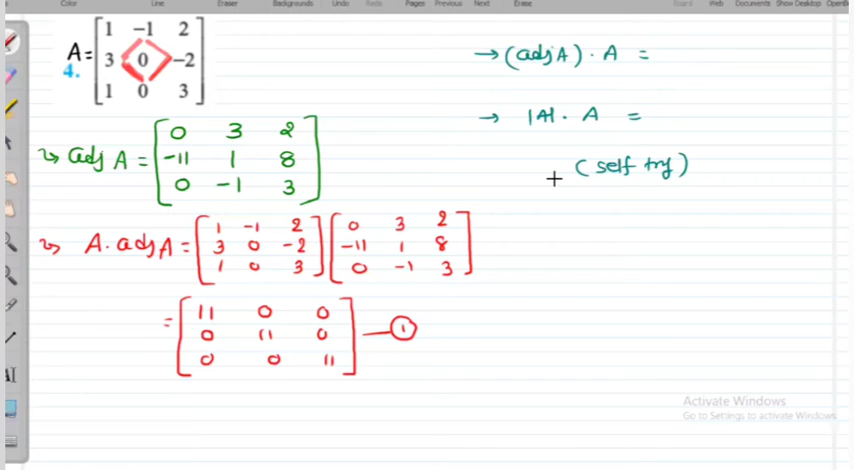 Color Line Eraser Backgrounds Undo Redo Pages Previous Next Erase Board Web Documents Show Desktop
A = [ 1 -1 2
3 0 -2
1 0 3 ]
4.
→ (adj A) . A =
→ |A| . A =
(self try)
adj A = [ 0 3 2
-11 1 8
0 -1 3 ]
A. adj A = [ 1 -1 2 ] [ 0 3 2 ]
[ 3 0 -2 ] [ -11 1 8 ]
[ 1 0 3 ] [ 0 -1 3 ]
= [ 11 0 0
0 11 0
0 0 11 ] — ①
AI
Activate Windows
Go to Settings to activate Windows.